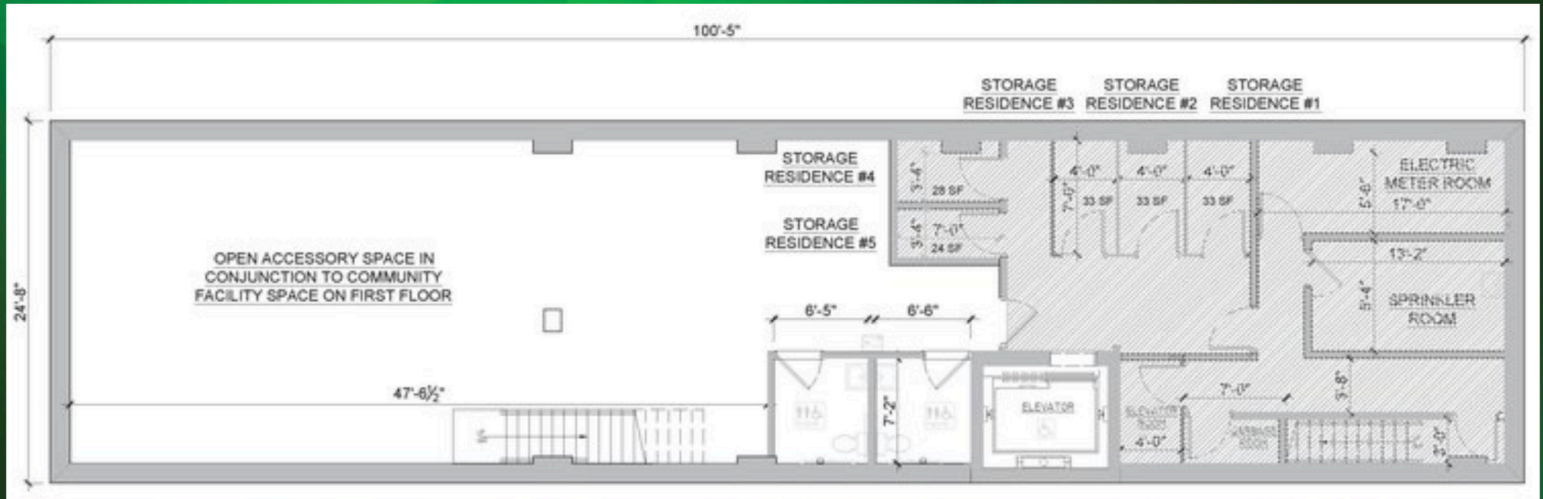 100'-5"
STORAGE
RESIDENCE #3
STORAGE
RESIDENCE #2
STORAGE
RESIDENCE #1
STORAGE
RESIDENCE #4
3'-4"
28 SF
4'-0"
4'-0"
4'-0"
7'-0"
33 SF
33 SF
33 SF
ELECTRIC
METER ROOM
17'-0"
5'-6"
STORAGE
RESIDENCE #5
3'-4"
7'-0"
24 SF
OPEN ACCESSORY SPACE IN
CONJUNCTION TO COMMUNITY
FACILITY SPACE ON FIRST FLOOR
24'-8"
13'-2"
5'-4"
SPRINKLER
ROOM
6'-5"
6'-6"
47'-6½"
7'-2"
ELEVATOR
ELEVATOR
ROOM
4'-0"
7'-0"
3'-8"
ROOM
3'-0"